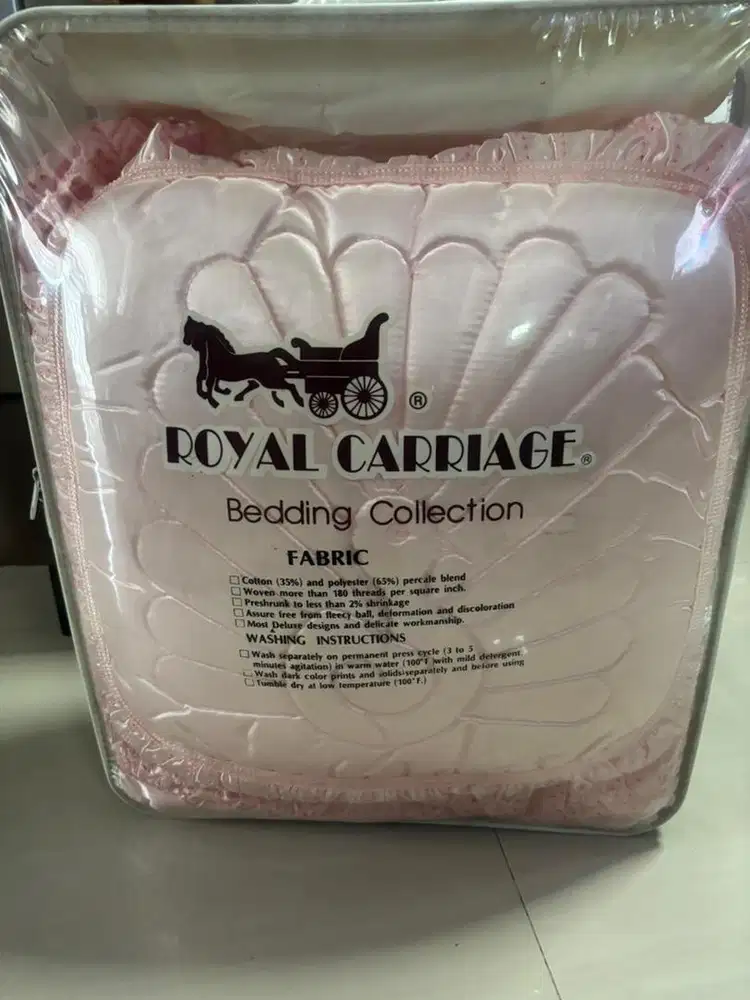 ®
ROYAL CARRIAGE®
Bedding Collection
FABRIC
□ Cotton (35%) and polyester (65%) percale blend
□ Woven more than 180 threads per square inch.
□ Preshrunk to less than 2% shrinkage
□ Assure free from fleecy ball, deformation and discoloration
□ Most Deluxe designs and delicate workmanship.
WASHING INSTRUCTIONS
□ Wash separately on permanent press cycle (3 to 5
minutes agitation) in warm water (100°F) with mild detergent
□ Wash dark color prints and solids separately and before using
□ Tumble dry at low temperature (100°F.)